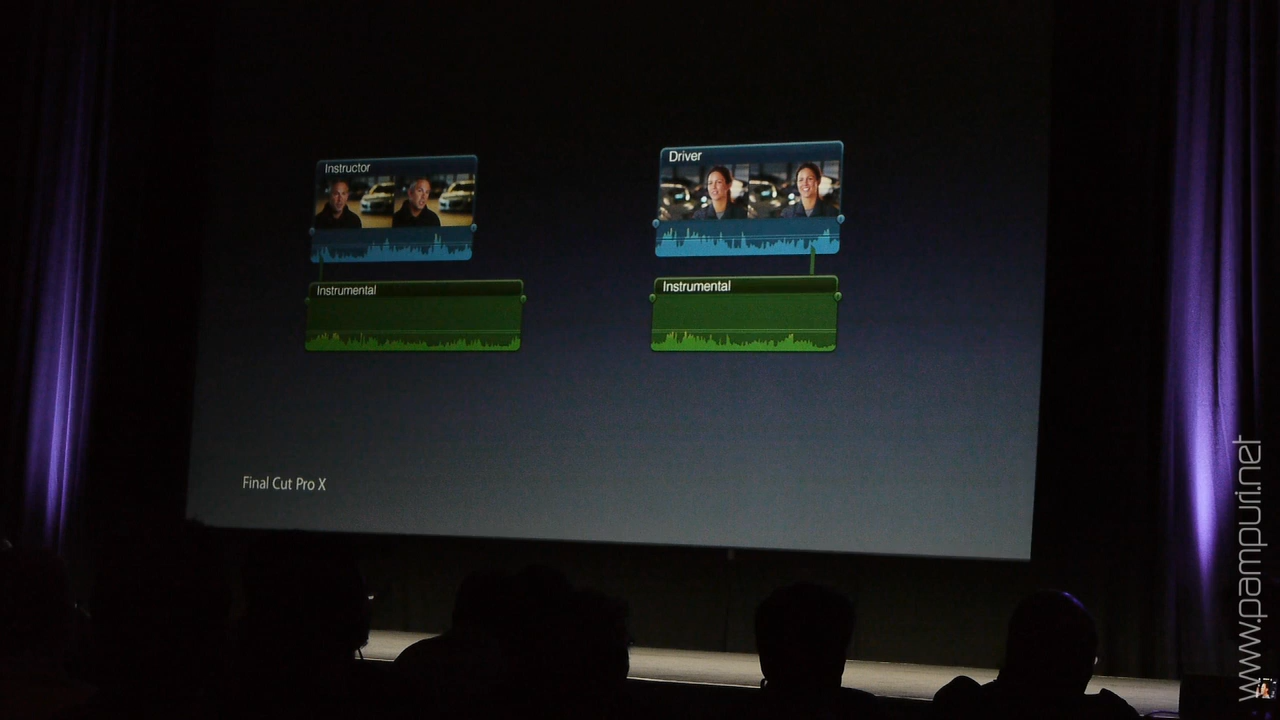 Instructor
Driver
Instrumental
Instrumental
Final Cut Pro X
www.pampuri.net